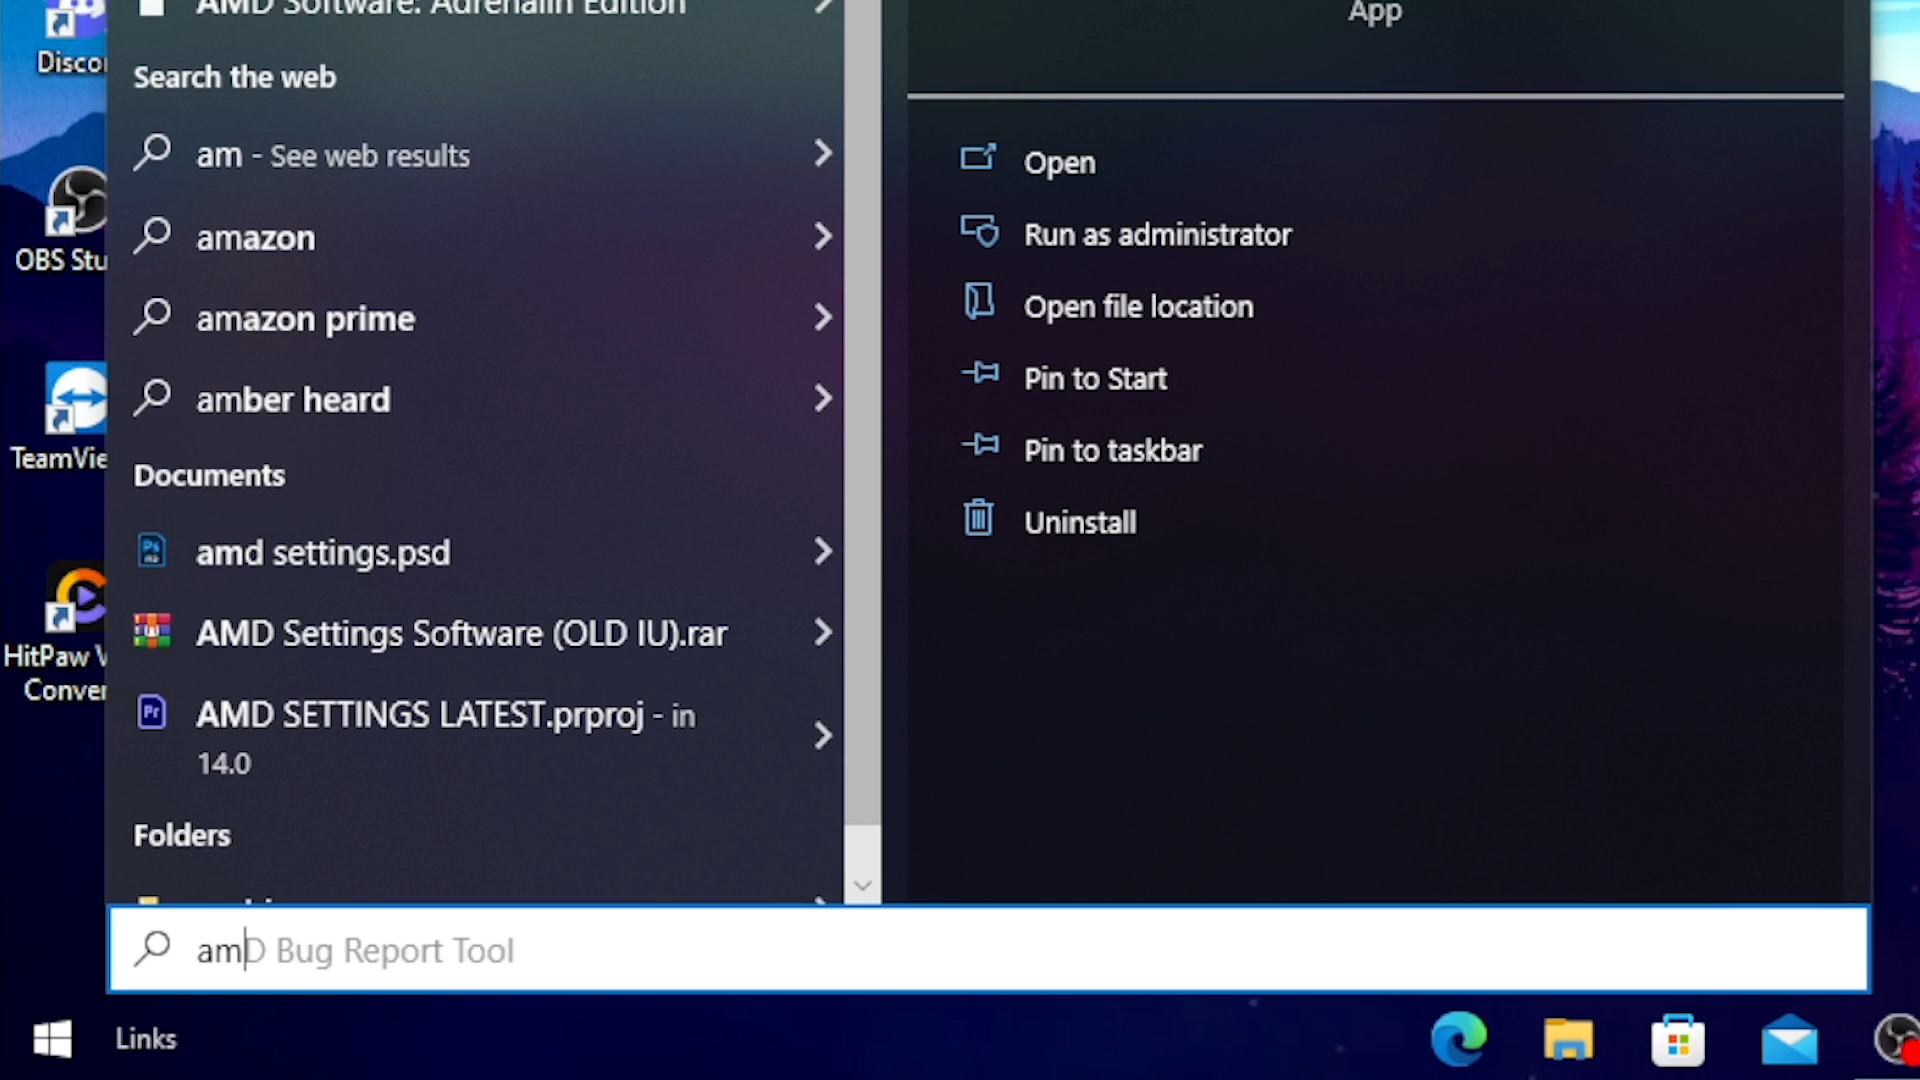 AMD Software: Adrenalin Edition
App
Discor
Search the web
am - See web results
amazon
amazon prime
amber heard
Documents
amd settings.psd
AMD Settings Software (OLD IU).rar
AMD SETTINGS LATEST.prproj - in
14.0
Folders
Open
Run as administrator
Open file location
Pin to Start
Pin to taskbar
Uninstall
OBS Stu
TeamVie
HitPaw V
Conver
amD Bug Report Tool
Links